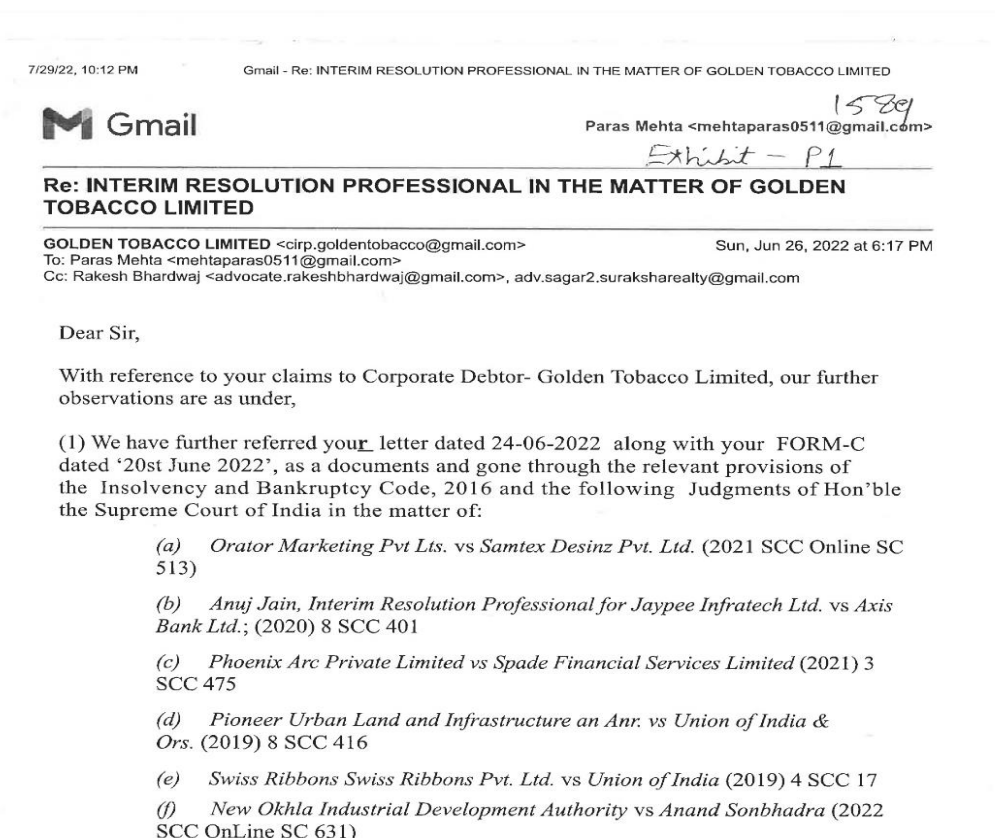 7/29/22, 10:12 PM Gmail - Re: INTERIM RESOLUTION PROFESSIONAL IN THE MATTER OF GOLDEN TOBACCO LIMITED
1589
Gmail Paras Mehta <mehtaparas0511@gmail.com>
Exhibit - P1
Re: INTERIM RESOLUTION PROFESSIONAL IN THE MATTER OF GOLDEN
TOBACCO LIMITED
GOLDEN TOBACCO LIMITED <cirp.goldentobacco@gmail.com> Sun, Jun 26, 2022 at 6:17 PM
To: Paras Mehta <mehtaparas0511@gmail.com>
Cc: Rakesh Bhardwaj <advocate.rakeshbhardwaj@gmail.com>, adv.sagar2.suraksharealty@gmail.com
Dear Sir,
With reference to your claims to Corporate Debtor- Golden Tobacco Limited, our further
observations are as under,
(1) We have further referred your letter dated 24-06-2022 along with your FORM-C
dated ‘20st June 2022’, as a documents and gone through the relevant provisions of
the Insolvency and Bankruptcy Code, 2016 and the following Judgments of Hon’ble
the Supreme Court of India in the matter of:
(a) Orator Marketing Pvt Lts. vs Samtex Desinz Pvt. Ltd. (2021 SCC Online SC
513)
(b) Anuj Jain, Interim Resolution Professional for Jaypee Infratech Ltd. vs Axis
Bank Ltd.; (2020) 8 SCC 401
(c) Phoenix Arc Private Limited vs Spade Financial Services Limited (2021) 3
SCC 475
(d) Pioneer Urban Land and Infrastructure an Anr. vs Union of India &
Ors. (2019) 8 SCC 416
(e) Swiss Ribbons Swiss Ribbons Pvt. Ltd. vs Union of India (2019) 4 SCC 17
(f) New Okhla Industrial Development Authority vs Anand Sonbhadra (2022
SCC OnLine SC 631)